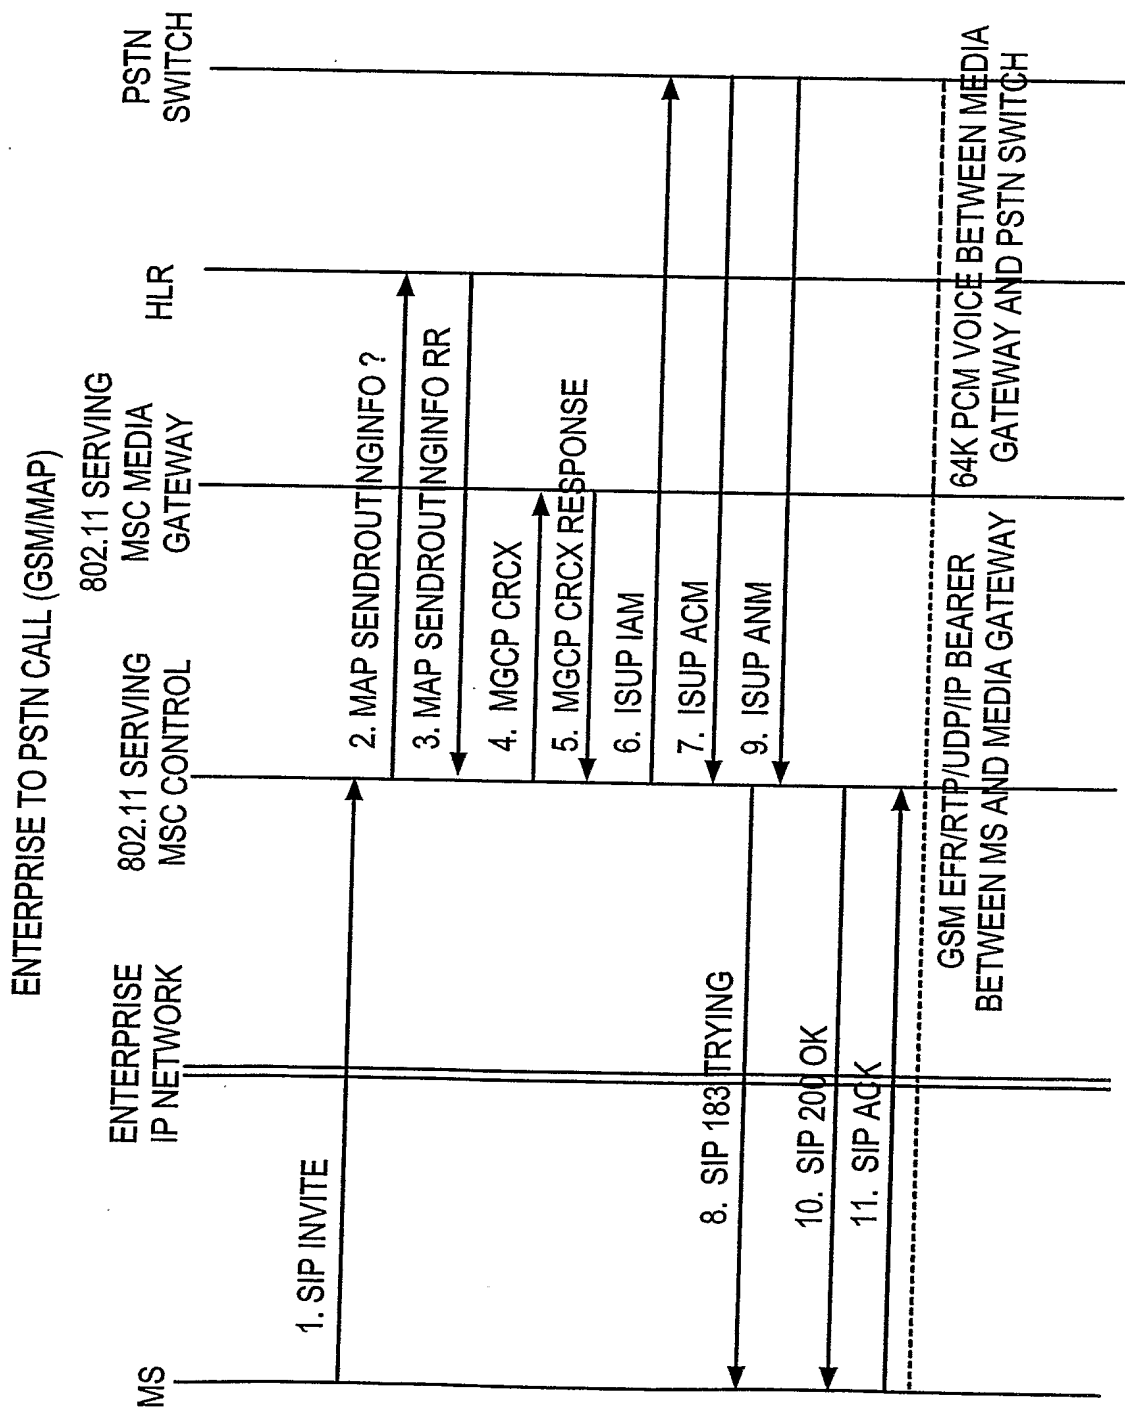 ENTERPRISE TO PSTN CALL (GSM/MAP)
MS
ENTERPRISE
IP NETWORK
802.11 SERVING
MSC CONTROL
802.11 SERVING
MSC MEDIA
GATEWAY
HLR
PSTN
SWITCH
1. SIP INVITE
2. MAP SENDROUTINGINFO ?
3. MAP SENDROUTINGINFO RR
4. MGCP CRCX
5. MGCP CRCX RESPONSE
6. ISUP IAM
7. ISUP ACM
8. SIP 183 TRYING
9. ISUP ANM
10. SIP 200 OK
11. SIP ACK
GSM EFR/RTP/UDP/IP BEARER
BETWEEN MS AND MEDIA GATEWAY
64K PCM VOICE BETWEEN MEDIA
GATEWAY AND PSTN SWITCH